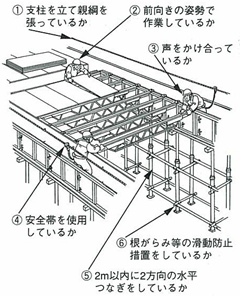 ① 支柱を立て親綱を
張っているか
② 前向きの姿勢で
作業しているか
③ 声をかけ合って
いるか
④ 安全帯を使用
しているか
⑥ 根がらみ等の滑動防止
措置をしているか
⑤ 2m以内に2方向の水平
つなぎをしているか